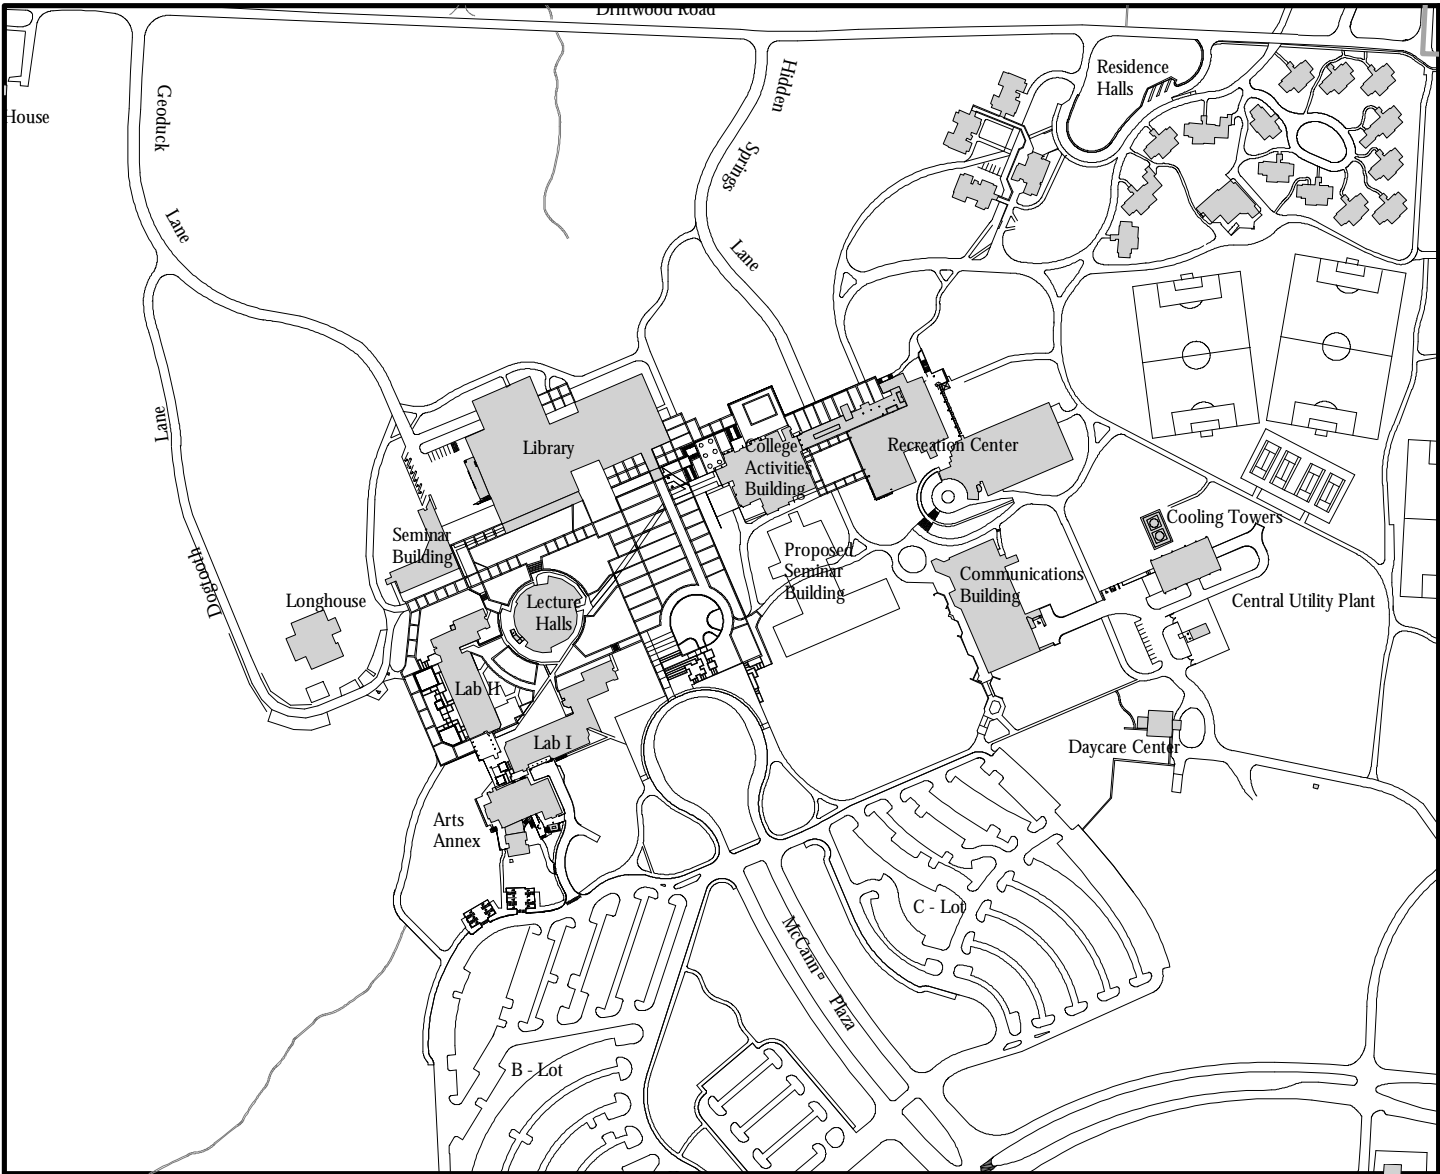 Driftwood Road
House
Geoduck
Lane
Hidden
Springs
Lane
Residence
Halls
Lane
Dogtooth
Library
College
Activities
Building
Recreation Center
Seminar
Building
Longhouse
Lecture
Halls
Proposed
Seminar
Building
Communications
Building
Cooling Towers
Central Utility Plant
Lab II
Lab I
Daycare Center
Arts
Annex
C - Lot
McCann
Plaza
B - Lot